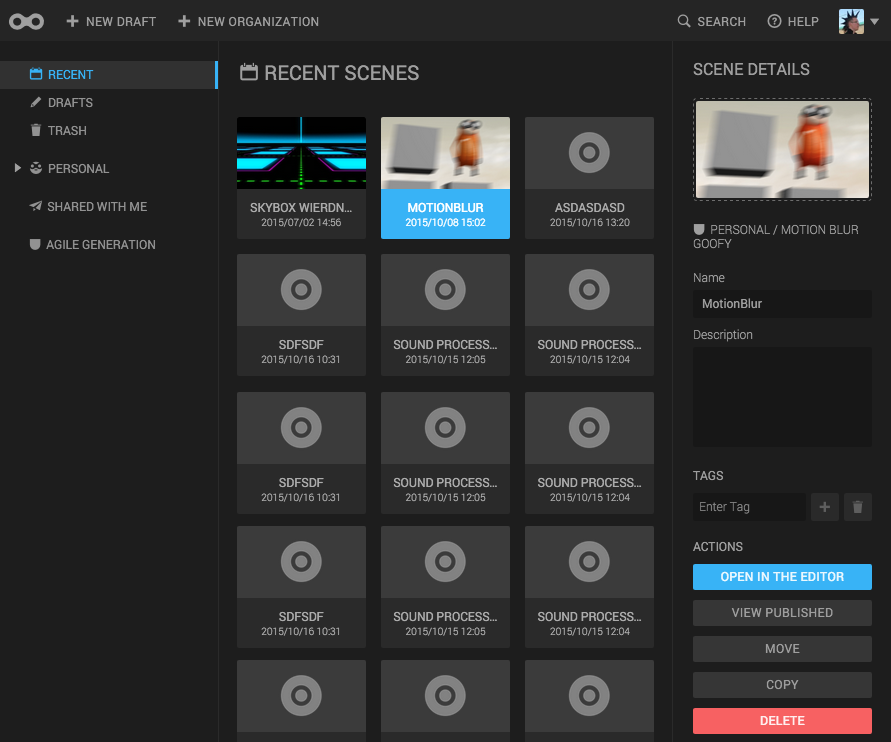 NEW DRAFT
NEW ORGANIZATION
SEARCH
HELP
RECENT
DRAFTS
TRASH
PERSONAL
SHARED WITH ME
AGILE GENERATION
RECENT SCENES
SKYBOX WIERDN...
2015/07/02 14:56
MOTIONBLUR
2015/10/08 15:02
ASDASDASD
2015/10/16 13:20
SDFSDF
2015/10/16 10:31
SOUND PROCESS...
2015/10/15 12:05
SOUND PROCESS...
2015/10/15 12:04
SDFSDF
2015/10/16 10:31
SOUND PROCESS...
2015/10/15 12:05
SOUND PROCESS...
2015/10/15 12:04
SDFSDF
2015/10/16 10:31
SOUND PROCESS...
2015/10/15 12:05
SOUND PROCESS...
2015/10/15 12:04
SCENE DETAILS
PERSONAL / MOTION BLUR
GOOFY
Name
MotionBlur
Description
TAGS
Enter Tag
ACTIONS
OPEN IN THE EDITOR
VIEW PUBLISHED
MOVE
COPY
DELETE